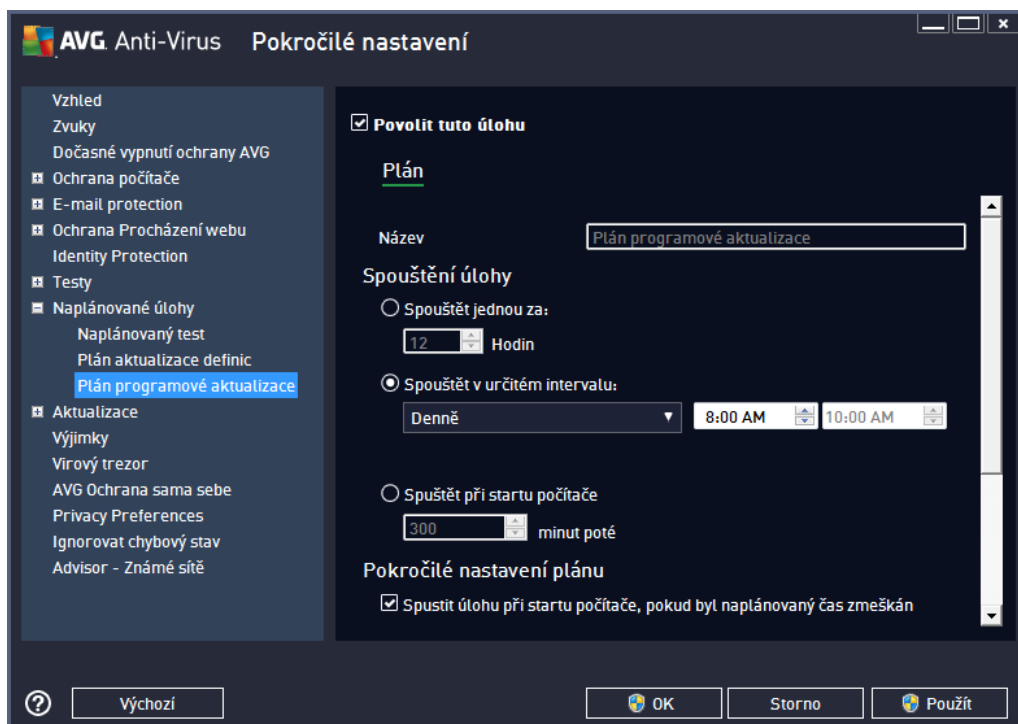 AVG. Anti-Virus Pokročilé nastavení
Vzhled
Zvuky
Dočasné vypnutí ochrany AVG
Ochrana počítače
E-mail protection
Ochrana Procházení webu
Identity Protection
Testy
Naplánované úlohy
Naplánovaný test
Plán aktualizace definic
Plán programové aktualizace
Aktualizace
Výjimky
Virový trezor
AVG Ochrana sama sebe
Privacy Preferences
Ignorovat chybový stav
Advisor - Známé sítě
Povolit tuto úlohu
Plán
Název Plán programové aktualizace
Spouštění úlohy
Spouštět jednou za:
12 Hodin
Spouštět v určitém intervalu:
Denně 8:00 AM 10:00 AM
Spuštět při startu počítače
300 minut poté
Pokročilé nastavení plánu
Spustit úlohu při startu počítače, pokud byl naplánovaný čas zmeškán
? Výchozí OK Storno Použít